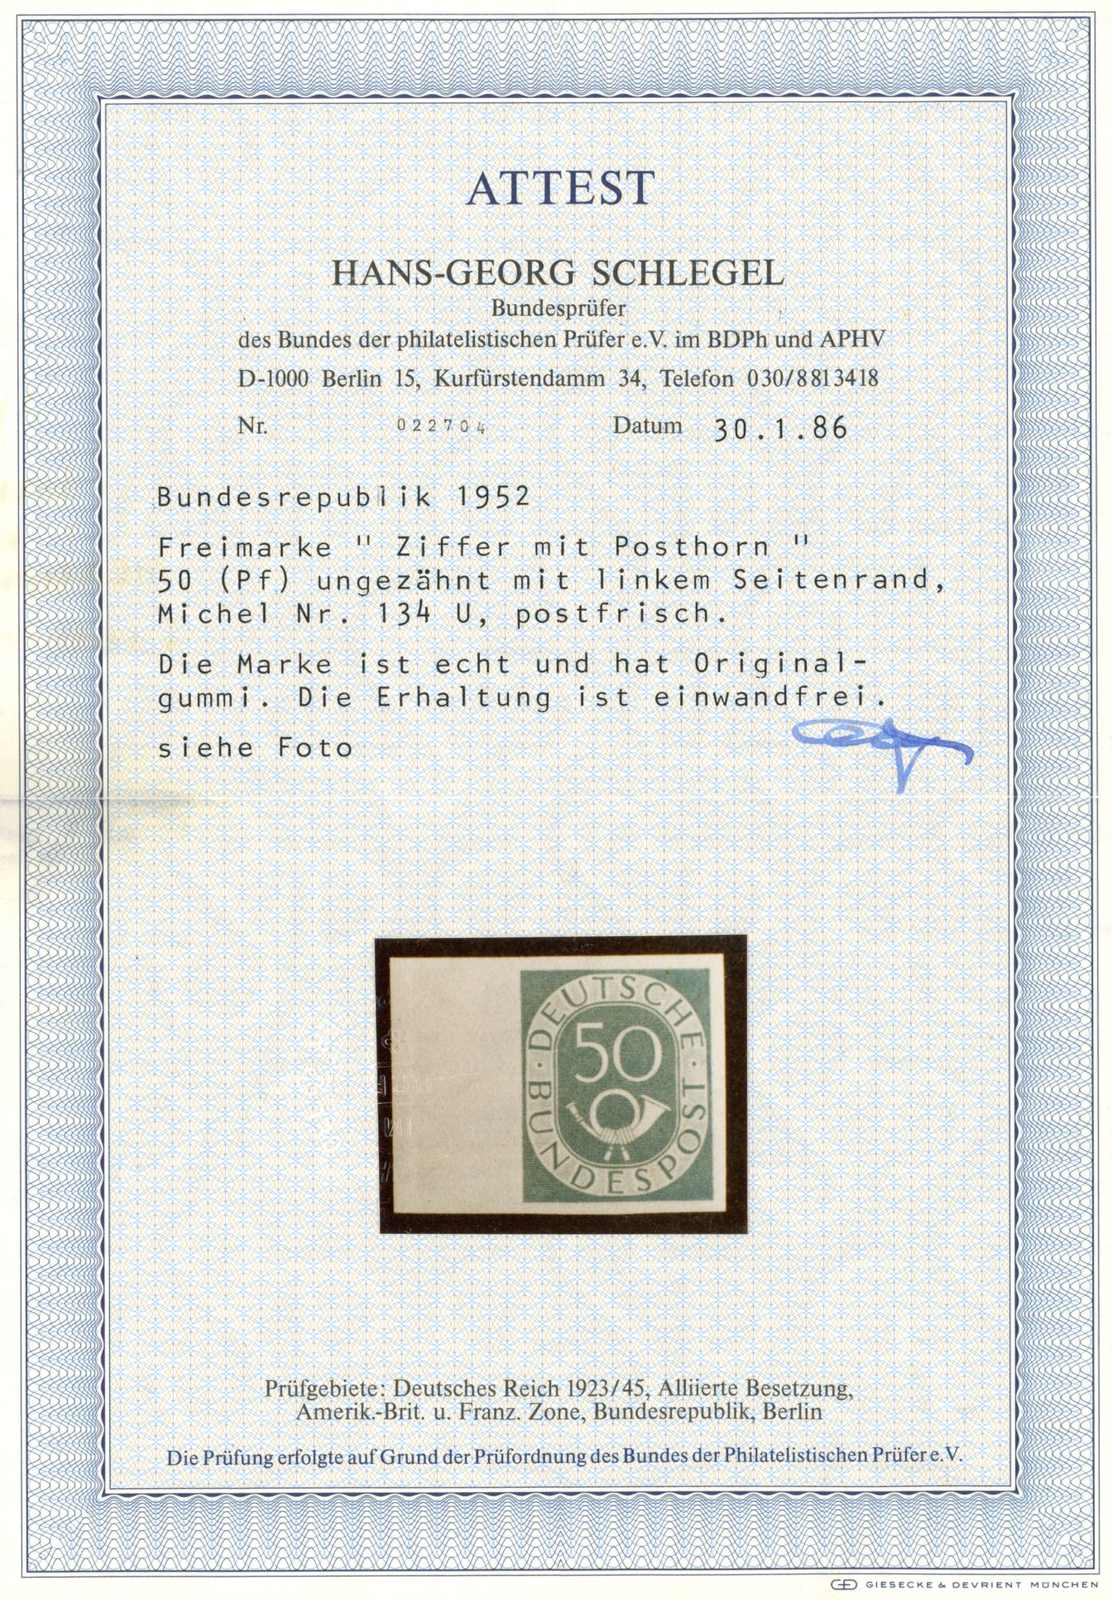 ATTEST
HANS-GEORG SCHLEGEL
Bundesprüfer
des Bundes der philatelistischen Prüfer e.V. im BDPh und APHV
D-1000 Berlin 15, Kurfürstendamm 34, Telefon 030/8813418
Nr. 022704 Datum 30.1.86
Bundesrepublik 1952
Freimarke " Ziffer mit Posthorn "
50 (Pf) ungezähnt mit linkem Seitenrand,
Michel Nr. 134 U, postfrisch.
Die Marke ist echt und hat Original-
gummi. Die Erhaltung ist einwandfrei.
siehe Foto
DEUTSCHE
50
BUNDESPOST
Prüfgebiete: Deutsches Reich 1923/45, Alliierte Besetzung,
Amerik.-Brit. u. Franz. Zone, Bundesrepublik, Berlin
Die Prüfung erfolgte auf Grund der Prüfordnung des Bundes der Philatelistischen Prüfer e.V.
GIESECKE & DEVRIENT MÜNCHEN